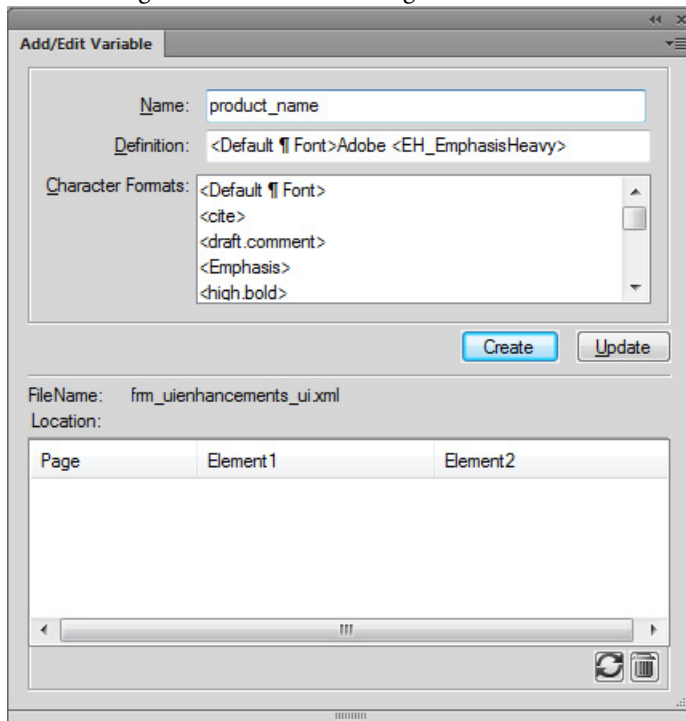 Add/Edit Variable
Name: product_name
Definition: <Default ¶ Font>Adobe <EH_EmphasisHeavy>
Character Formats: <Default ¶ Font>
<cite>
<draft.comment>
<Emphasis>
<high.bold>
Create Update
FileName: frm_uienhancements_ui.xml
Location:
Page Element1 Element2